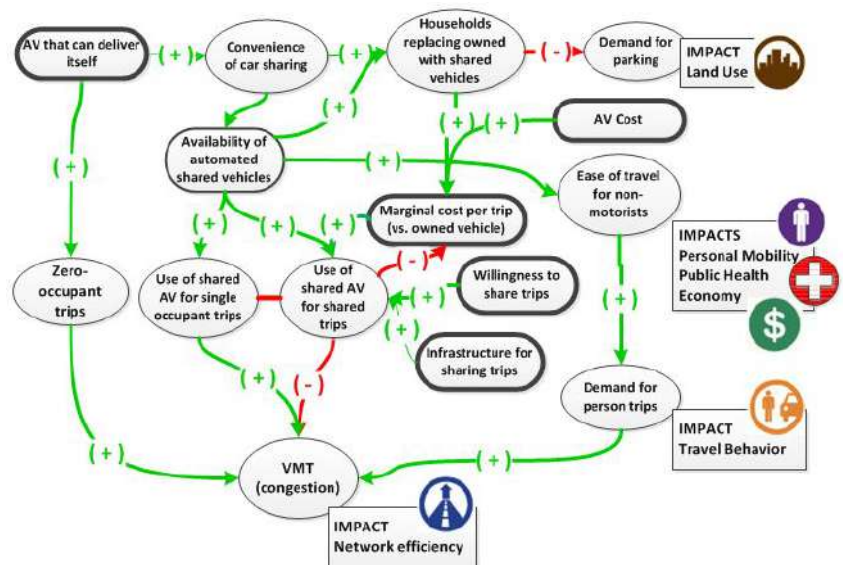 AV that can deliver
itself
(+)
Convenience
of car sharing
(+)
Households
replacing owned
with shared
vehicles
(-)
Demand for
parking
IMPACT
Land Use
(+)
(+)
(+)
AV Cost
(+)
Availability of
automated
shared vehicles
(+)
Ease of travel
for non-
motorists
(+)
(+)
(+)
Marginal cost per trip
(vs. owned vehicle)
IMPACTS
Personal Mobility
Public Health
Economy
$
(-)
Zero-
occupant
trips
Use of shared
AV for single
occupant trips
Use of
shared AV
for shared
trips
(+)
Willingness to
share trips
(+)
(+)
Infrastructure for
sharing trips
(+)
(-)
Demand for
person trips
IMPACT
Travel Behavior
(+)
(+)
VMT
(congestion)
IMPACT
Network efficiency